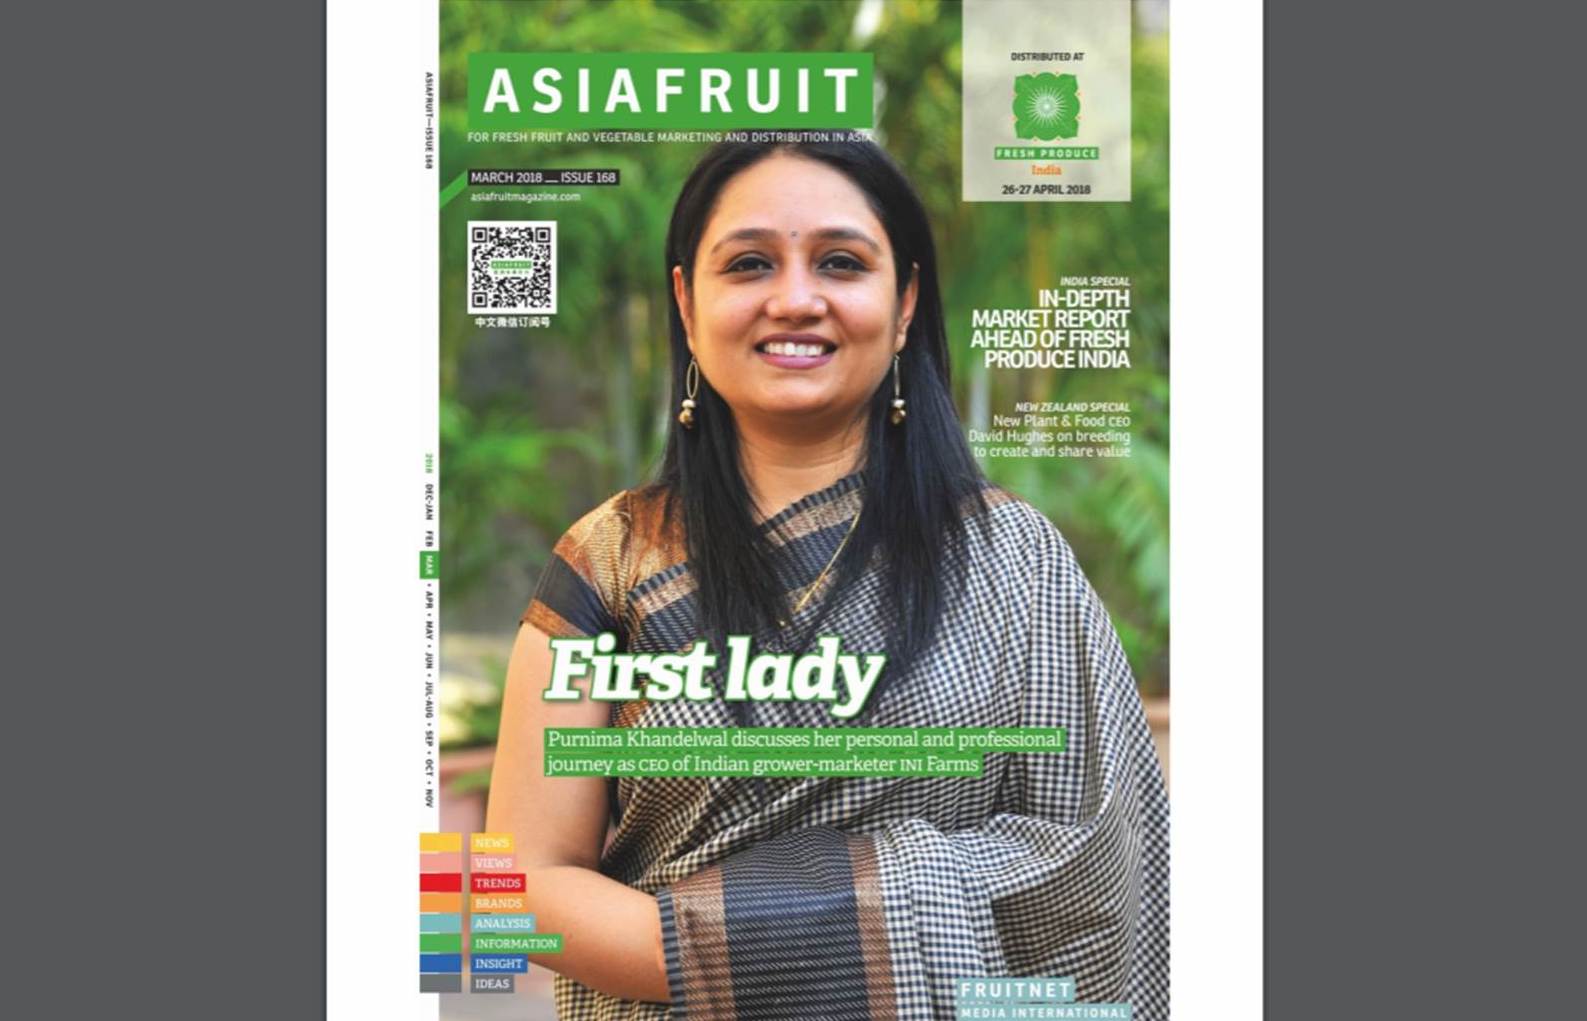 ASIAFRUIT—ISSUE 168
2018 DEC-JAN FEB MAR • APR • MAY • JUN • JUL-AUG • SEP • OCT • NOV
ASIAFRUIT
FOR FRESH FRUIT AND VEGETABLE MARKETING AND DISTRIBUTION IN ASIA
MARCH 2018 __ ISSUE 168
asiafruitmagazine.com
ASIAFRUIT
中文微信订阅号
DISTRIBUTED AT
FRESH PRODUCE
India
26-27 APRIL 2018
INDIA SPECIAL
IN-DEPTH
MARKET REPORT
AHEAD OF FRESH
PRODUCE INDIA
NEW ZEALAND SPECIAL
New Plant & Food CEO
David Hughes on breeding
to create and share value
First lady
Purnima Khandelwal discusses her personal and professional
journey as CEO of Indian grower-marketer INI Farms
NEWS
VIEWS
TRENDS
BRANDS
ANALYSIS
INFORMATION
INSIGHT
IDEAS
FRUITNET
MEDIA INTERNATIONAL